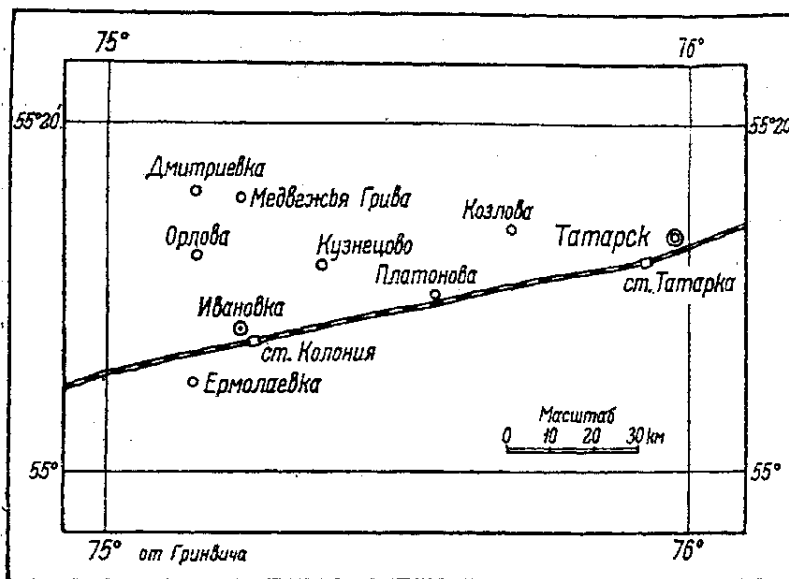 75° 76°
55°20' 55°20'
Дмитриевка
Медвежья Грива
Козлова
Орлова
Кузнецово
Татарск
Платонова
ст. Татарка
Ивановка
ст. Колония
Ермолаевка
Масштаб
0 10 20 30 км
55° 55°
75° от Гринвича 76°